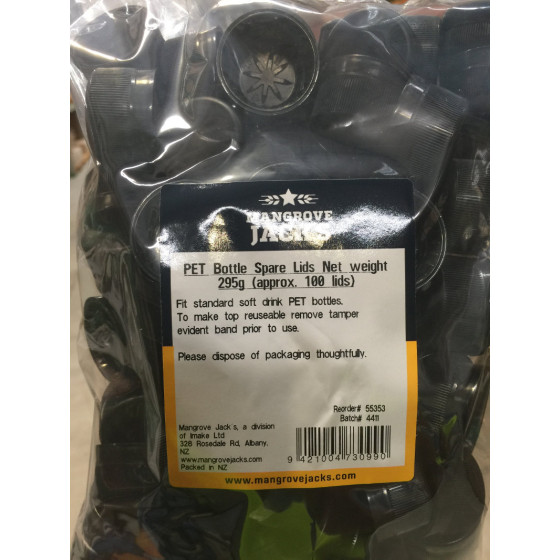 MANGROVE
JACK'S
PET Bottle Spare Lids Net weight
295g (approx. 100 lids)
Fit standard soft drink PET bottles.
To make top reuseable remove tamper
evident band prior to use.
Please dispose of packaging thoughtfully.
Reorder# 55353
Batch# 4411
Mangrove Jack's, a division
of Imake Ltd
328 Rosedale Rd, Albany.
NZ
www.mangrovejacks.com
Packed in NZ
9 421004 730990
www.mangrovejacks.com